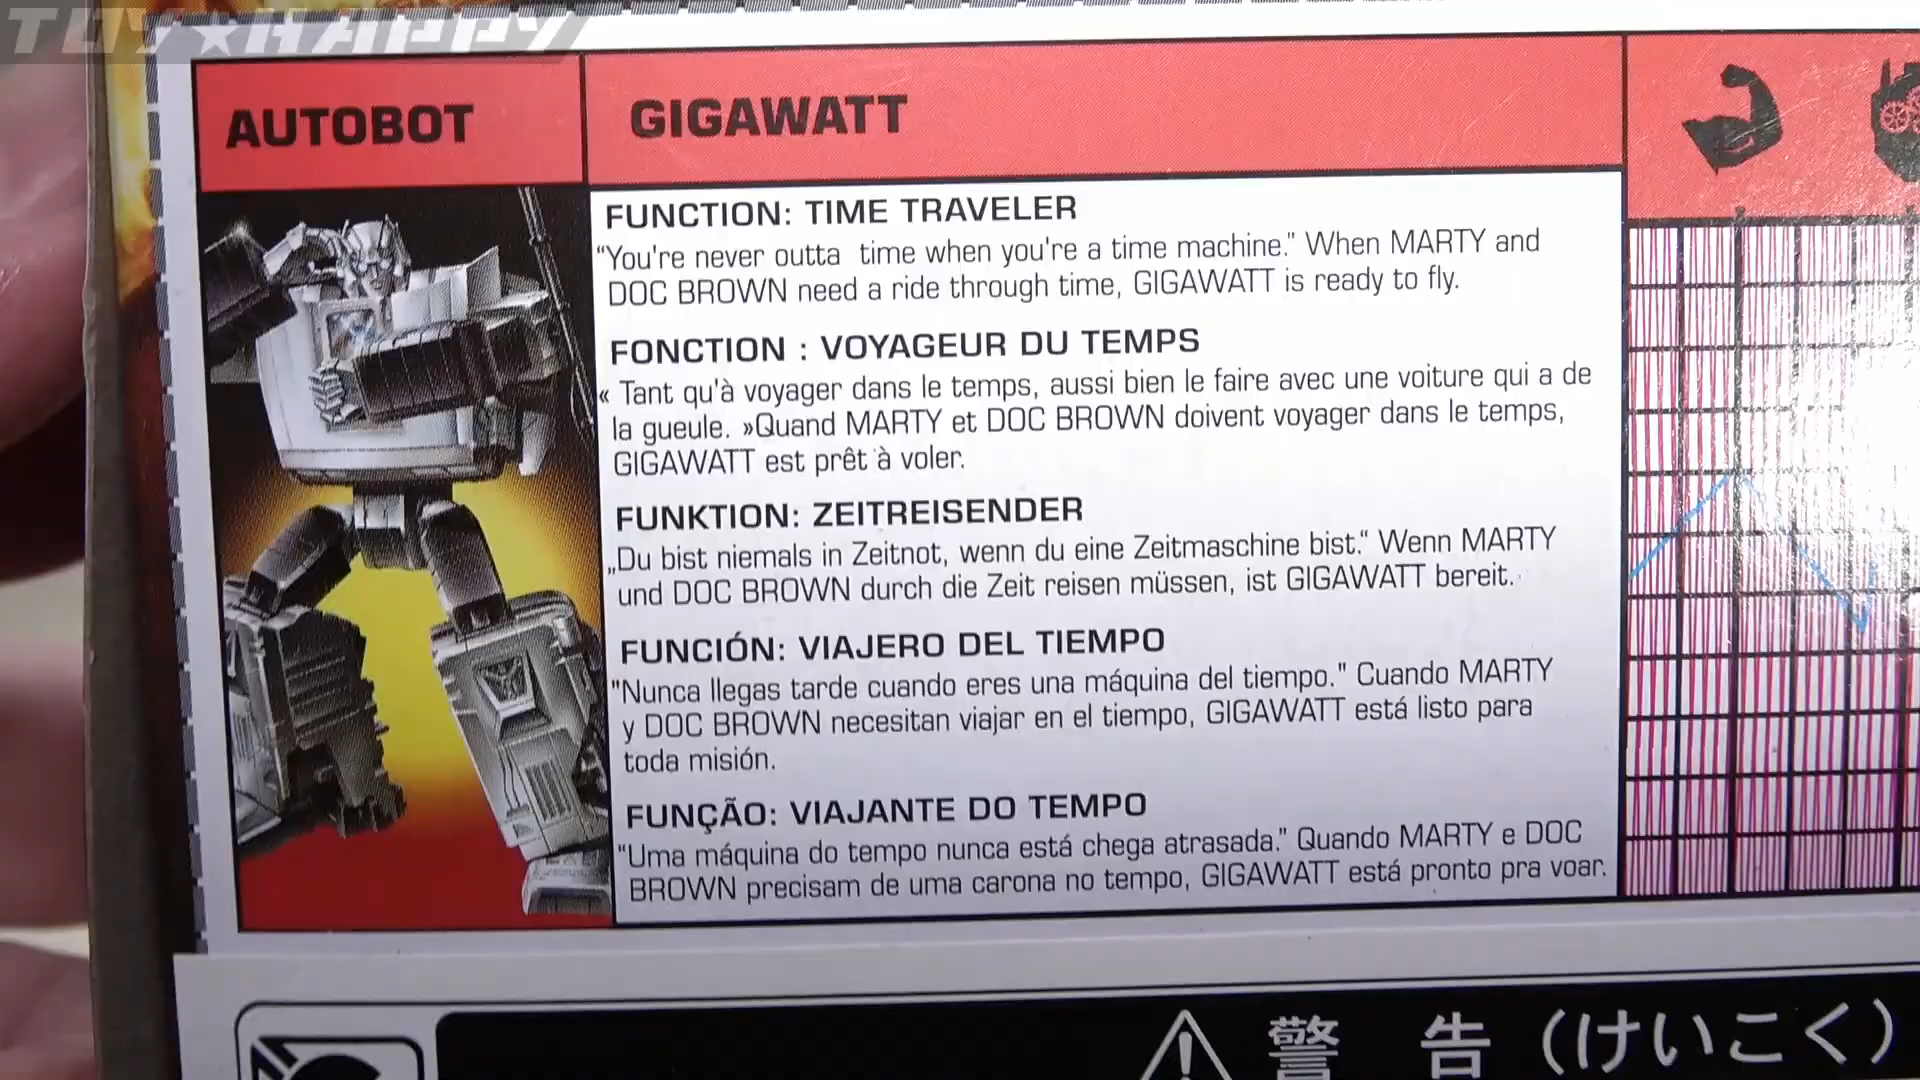 TOY★HAPPY
AUTOBOT
GIGAWATT
FUNCTION: TIME TRAVELER
“You're never outta time when you're a time machine.” When MARTY and
DOC BROWN need a ride through time, GIGAWATT is ready to fly.
FONCTION : VOYAGEUR DU TEMPS
« Tant qu'à voyager dans le temps, aussi bien le faire avec une voiture qui a de
la gueule. »Quand MARTY et DOC BROWN doivent voyager dans le temps,
GIGAWATT est prêt à voler.
FUNKTION: ZEITREISENDER
„Du bist niemals in Zeitnot, wenn du eine Zeitmaschine bist.“ Wenn MARTY
und DOC BROWN durch die Zeit reisen müssen, ist GIGAWATT bereit.
FUNCIÓN: VIAJERO DEL TIEMPO
"Nunca llegas tarde cuando eres una máquina del tiempo." Cuando MARTY
y DOC BROWN necesitan viajar en el tiempo, GIGAWATT está listo para
toda misión.
FUNÇÃO: VIAJANTE DO TEMPO
“Uma máquina do tempo nunca está chega atrasada.” Quando MARTY e DOC
BROWN precisam de uma carona no tempo, GIGAWATT está pronto pra voar.
警 告 (けいこく)